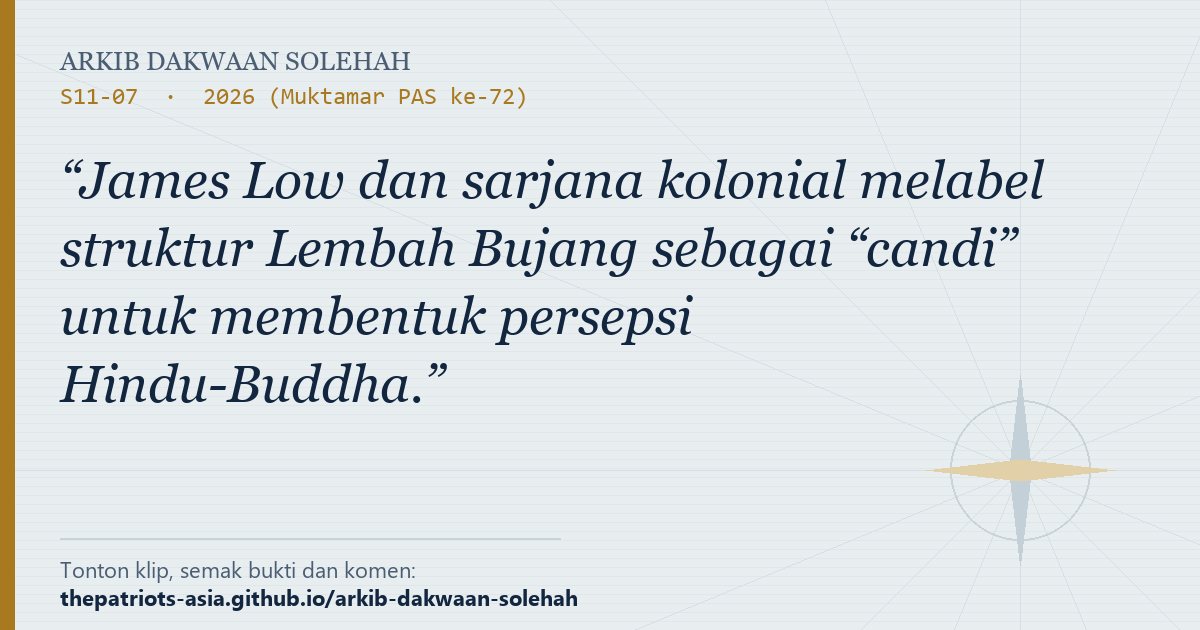 ARKIB DAKWAAN SOLEHAH
S11-07 · 2026 (Muktamar PAS ke-72)
“James Low dan sarjana kolonial melabel
struktur Lembah Bujang sebagai “candi”
untuk membentuk persepsi
Hindu-Buddha.”
Tonton klip, semak bukti dan komen:
thepatriots-asia.github.io/arkib-dakwaan-solehah